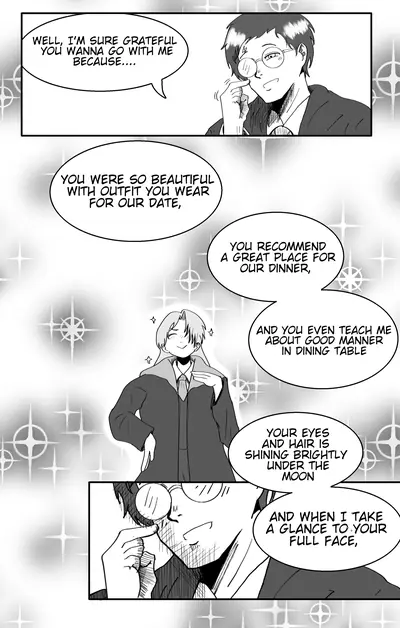 WELL, I'M SURE GRATEFUL
YOU WANNA GO WITH ME
BECAUSE....
YOU WERE SO BEAUTIFUL
WITH OUTFIT YOU WEAR
FOR OUR DATE,
YOU RECOMMEND
A GREAT PLACE FOR
OUR DINNER,
AND YOU EVEN TEACH ME
ABOUT GOOD MANNER
IN DINING TABLE
YOUR EYES
AND HAIR IS
SHINING BRIGHTLY
UNDER THE
MOON
AND WHEN I TAKE
A GLANCE TO YOUR
FULL FACE,